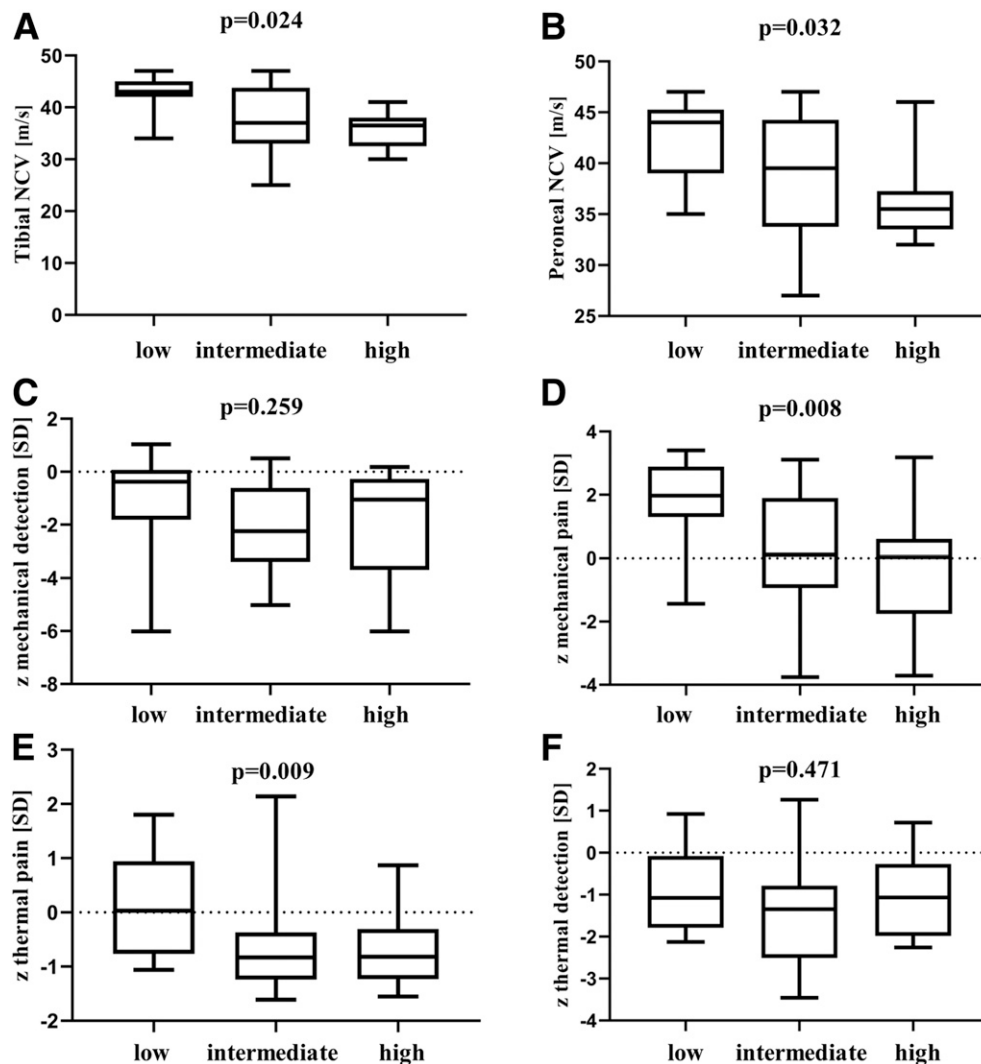 A
p=0.024
Tibial NCV [m/s]
50
40
30
20
10
0
low intermediate high
B
p=0.032
Peroneal NCV [m/s]
50
45
40
35
30
25
low intermediate high
C
p=0.259
z mechanical detection [SD]
2
0
-2
-4
-6
-8
low intermediate high
D
p=0.008
z mechanical pain [SD]
4
2
0
-2
-4
low intermediate high
E
p=0.009
z thermal pain [SD]
3
2
1
0
-1
-2
low intermediate high
F
p=0.471
z thermal detection [SD]
2
1
0
-1
-2
-3
-4
low intermediate high